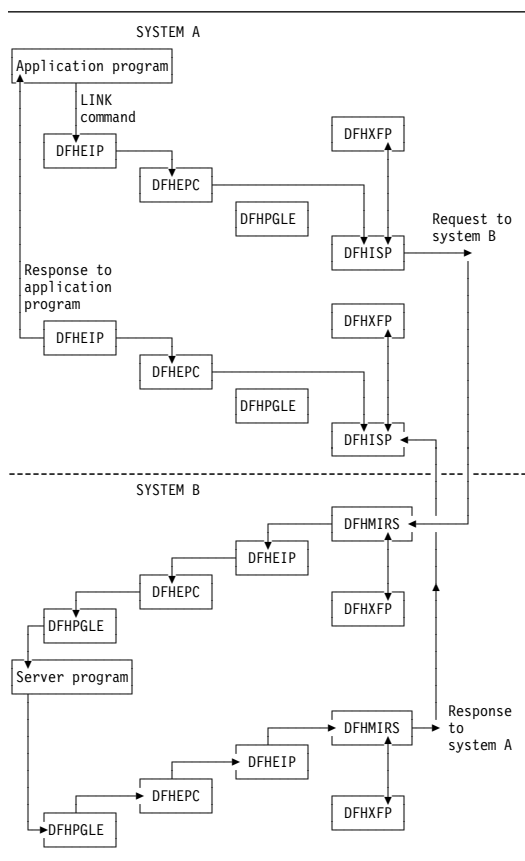 SYSTEM A
Application program
LINK
command
DFHEIP
DFHXFP
DFHEPC
DFHPGLE
Request to
system B
DFHISP
Response to
application
program
DFHEIP
DFHXFP
DFHEPC
DFHPGLE
DFHISP
SYSTEM B
DFHMIRS
DFHEIP
DFHEPC
DFHXFP
DFHPGLE
Server program
DFHMIRS
Response
to
system A
DFHEIP
DFHEPC
DFHXFP
DFHPGLE